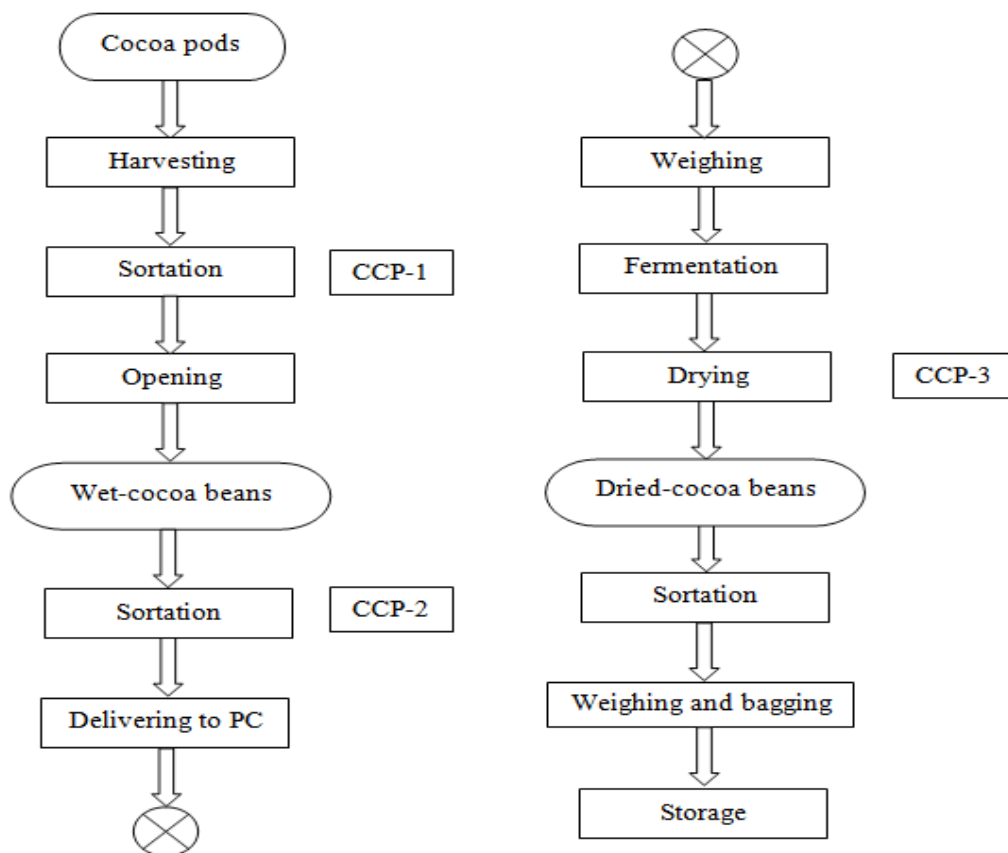 Cocoa pods
Harvesting
Sortation
CCP-1
Opening
Wet-cocoa beans
Sortation
CCP-2
Delivering to PC
Weighing
Fermentation
Drying
CCP-3
Dried-cocoa beans
Sortation
Weighing and bagging
Storage